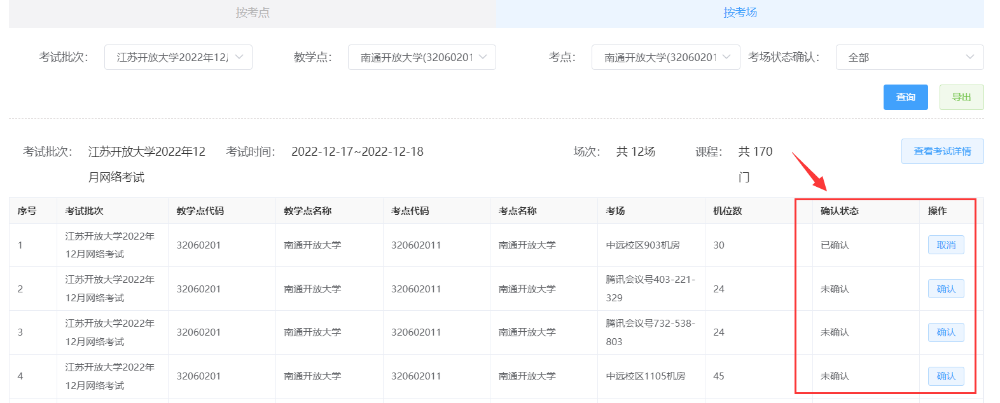 按考点 按考场
考试批次： 江苏开放大学2022年12月 教学点： 南通开放大学(32060201 考点： 南通开放大学(32060201 考场状态确认： 全部
查询 导出
考试批次： 江苏开放大学2022年12 考试时间： 2022-12-17~2022-12-18 场次： 共 12场 课程： 共 170 查看考试详情
月网络考试 门
序号 考试批次 教学点代码 教学点名称 考点代码 考点名称 考场 机位数 确认状态 操作
江苏开放大学2022年
1 32060201 南通开放大学 320602011 南通开放大学 中远校区903机房 30 已确认 取消
12月网络考试
江苏开放大学2022年 腾讯会议号403-221-
2 32060201 南通开放大学 320602011 南通开放大学 24 未确认 确认
12月网络考试 329
江苏开放大学2022年 腾讯会议号732-538-
3 32060201 南通开放大学 320602011 南通开放大学 24 未确认 确认
12月网络考试 803
江苏开放大学2022年
4 32060201 南通开放大学 320602011 南通开放大学 中远校区1105机房 45 未确认 确认
12月网络考试